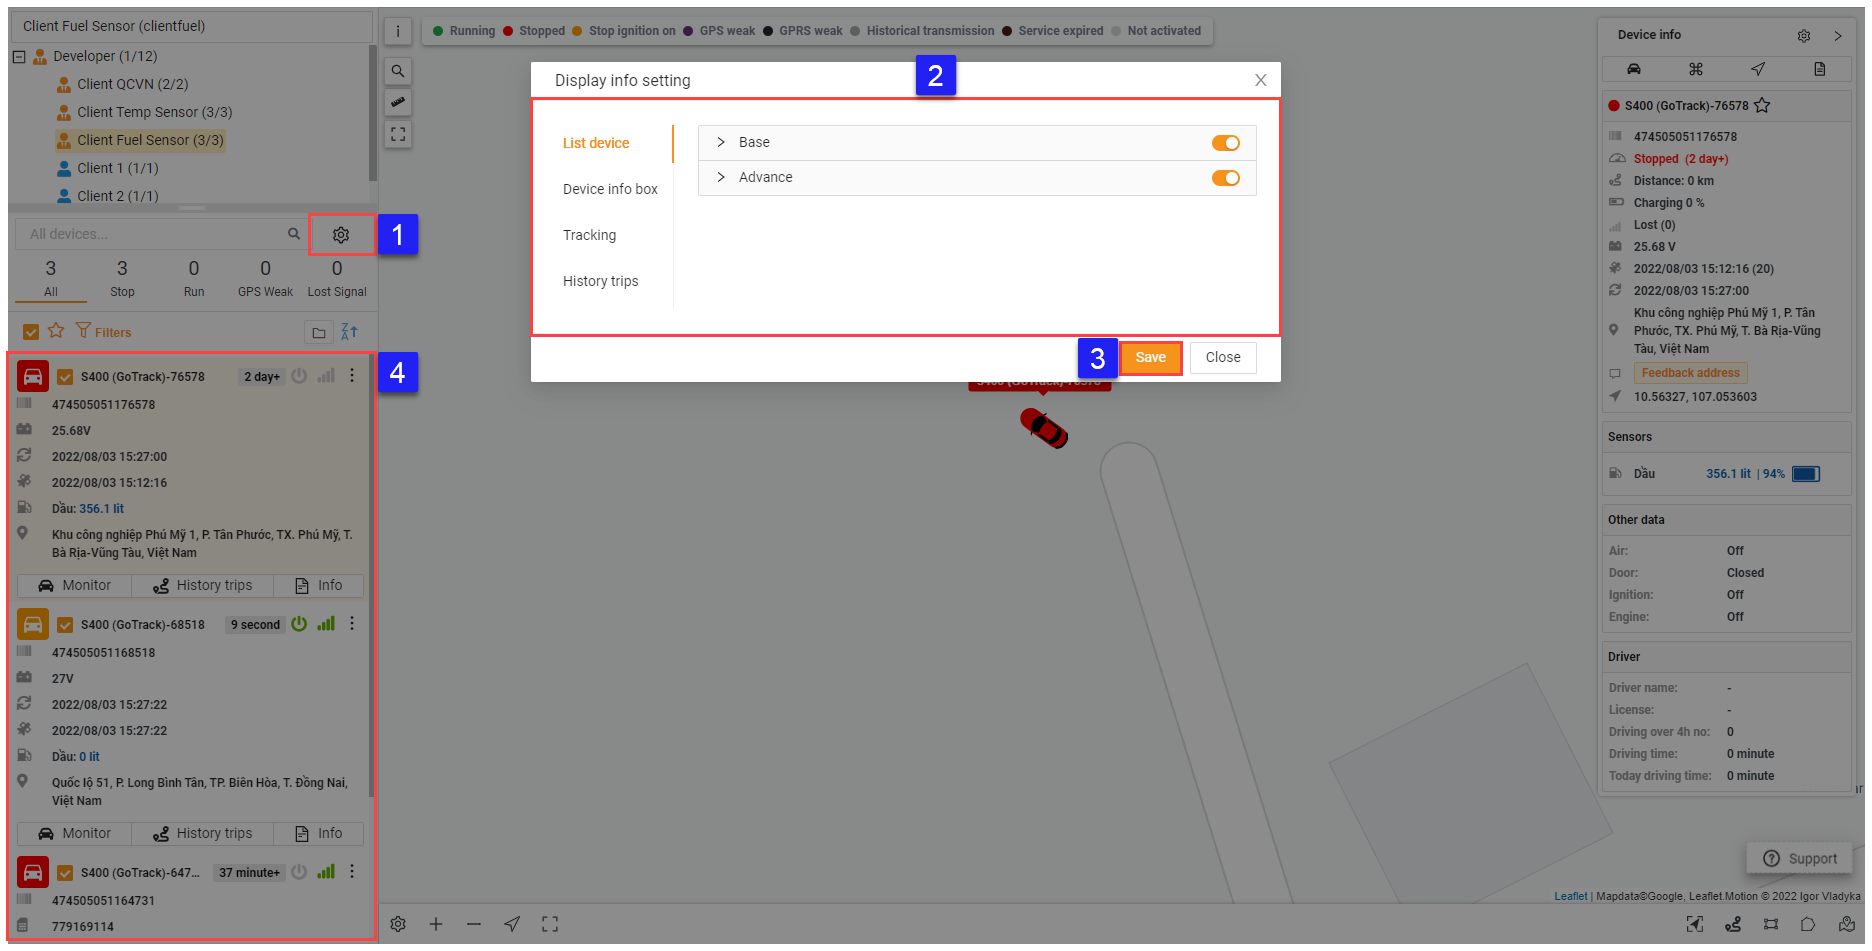 Client Fuel Sensor (clientfuel)
Developer (1/12)
Client QCVN (2/2)
Client Temp Sensor (3/3)
Client Fuel Sensor (3/3)
Client 1 (1/1)
Client 2 (1/1)
All devices...
1
3 3 0 0 0
All Stop Run GPS Weak Lost Signal
Filters
4
S400 (GoTrack)-76578 2 day+
474505051176578
25.68V
2022/08/03 15:27:00
2022/08/03 15:12:16
Dầu: 356.1 lit
Khu công nghiệp Phú Mỹ 1, P. Tân Phước, TX. Phú Mỹ, T.
Bà Rịa-Vũng Tàu, Việt Nam
Monitor History trips Info
S400 (GoTrack)-68518 9 second
474505051168518
27V
2022/08/03 15:27:22
2022/08/03 15:27:22
Dầu: 0 lit
Quốc lộ 51, P. Long Bình Tân, TP. Biên Hòa, T. Đồng Nai,
Việt Nam
Monitor History trips Info
S400 (GoTrack)-647... 37 minute+
474505051164731
779169114
Running Stopped Stop ignition on GPS weak GPRS weak Historical transmission Service expired Not activated
Display info setting
2
X
List device
Device info box
Tracking
History trips
Base
Advance
3
Save
Close
S400 (GoTrack)-76578
Device info
S400 (GoTrack)-76578
474505051176578
Stopped (2 day+)
Distance: 0 km
Charging 0 %
Lost (0)
25.68 V
2022/08/03 15:12:16 (20)
2022/08/03 15:27:00
Khu công nghiệp Phú Mỹ 1, P. Tân
Phước, TX. Phú Mỹ, T. Bà Rịa-Vũng
Tàu, Việt Nam
Feedback address
10.56327, 107.053603
Sensors
Dầu 356.1 lit | 94%
Other data
Air: Off
Door: Closed
Ignition: Off
Engine: Off
Driver
Driver name: -
License: -
Driving over 4h no: 0
Driving time: 0 minute
Today driving time: 0 minute
Support
Leaflet | Mapdata©Google, Leaflet.Motion © 2022 Igor Vladyka